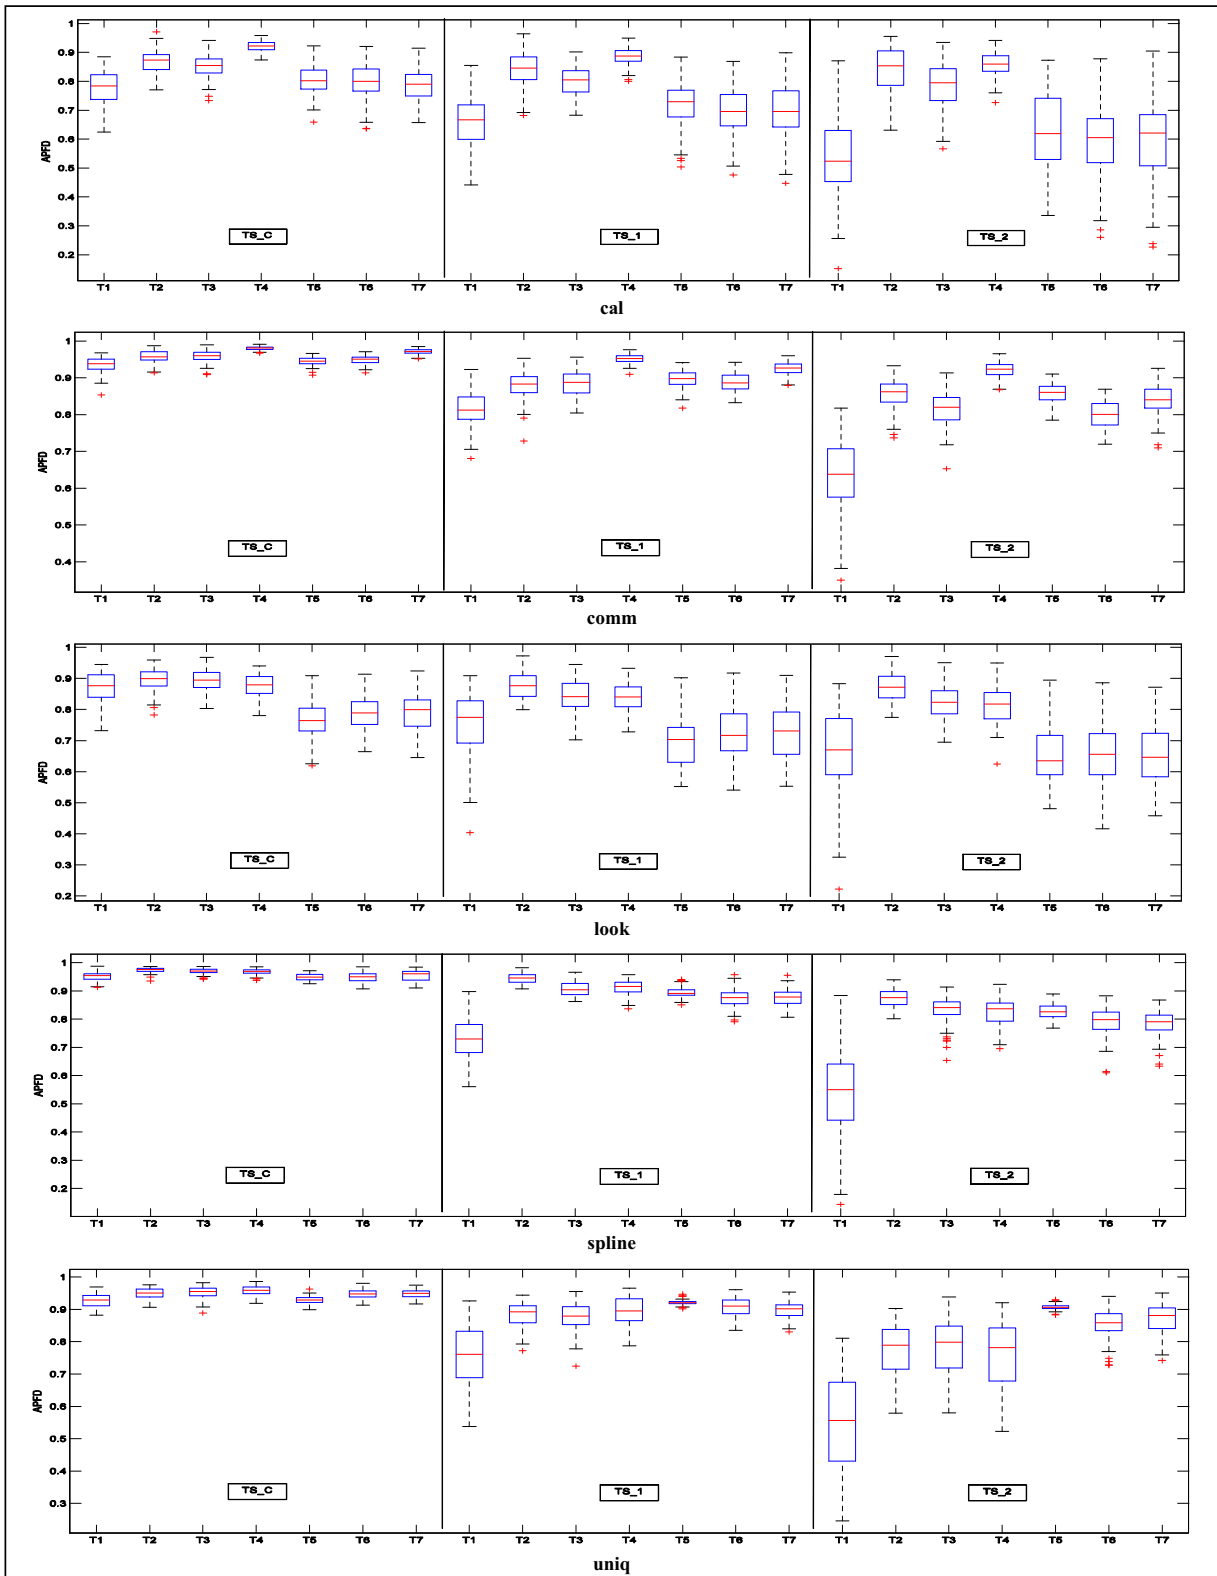 1
0.9
0.8
0.7
0.6
0.5
0.4
0.3
0.2
APFD
TS_C
TS_1
TS_2
T1 T2 T3 T4 T5 T6 T7 T1 T2 T3 T4 T5 T6 T7 T1 T2 T3 T4 T5 T6 T7
cal
1
0.9
0.8
0.7
0.6
0.5
0.4
APFD
TS_C
TS_1
TS_2
T1 T2 T3 T4 T5 T6 T7 T1 T2 T3 T4 T5 T6 T7 T1 T2 T3 T4 T5 T6 T7
comm
1
0.9
0.8
0.7
0.6
0.5
0.4
0.3
0.2
APFD
TS_C
TS_1
TS_2
T1 T2 T3 T4 T5 T6 T7 T1 T2 T3 T4 T5 T6 T7 T1 T2 T3 T4 T5 T6 T7
look
1
0.9
0.8
0.7
0.6
0.5
0.4
0.3
0.2
APFD
TS_C
TS_1
TS_2
T1 T2 T3 T4 T5 T6 T7 T1 T2 T3 T4 T5 T6 T7 T1 T2 T3 T4 T5 T6 T7
spline
1
0.9
0.8
0.7
0.6
0.5
0.4
0.3
APFD
TS_C
TS_1
TS_2
T1 T2 T3 T4 T5 T6 T7 T1 T2 T3 T4 T5 T6 T7 T1 T2 T3 T4 T5 T6 T7
uniq